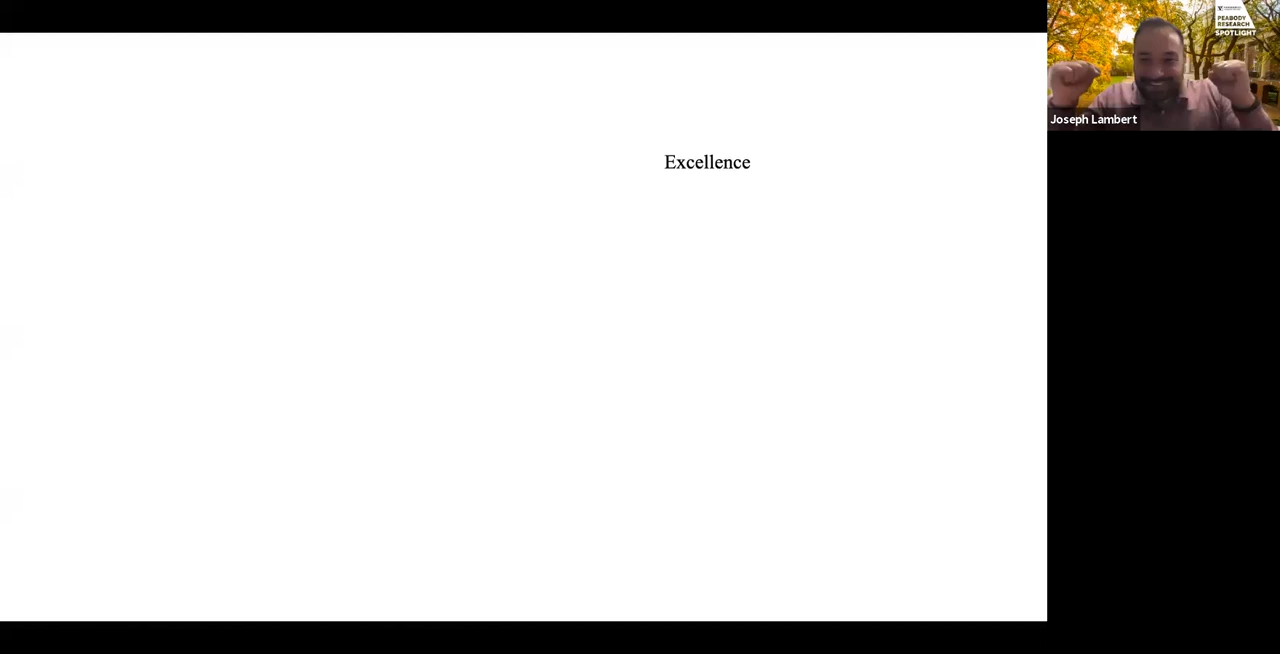 PEABODY
RESEARCH
SPOTLIGHT
Joseph Lambert
Excellence